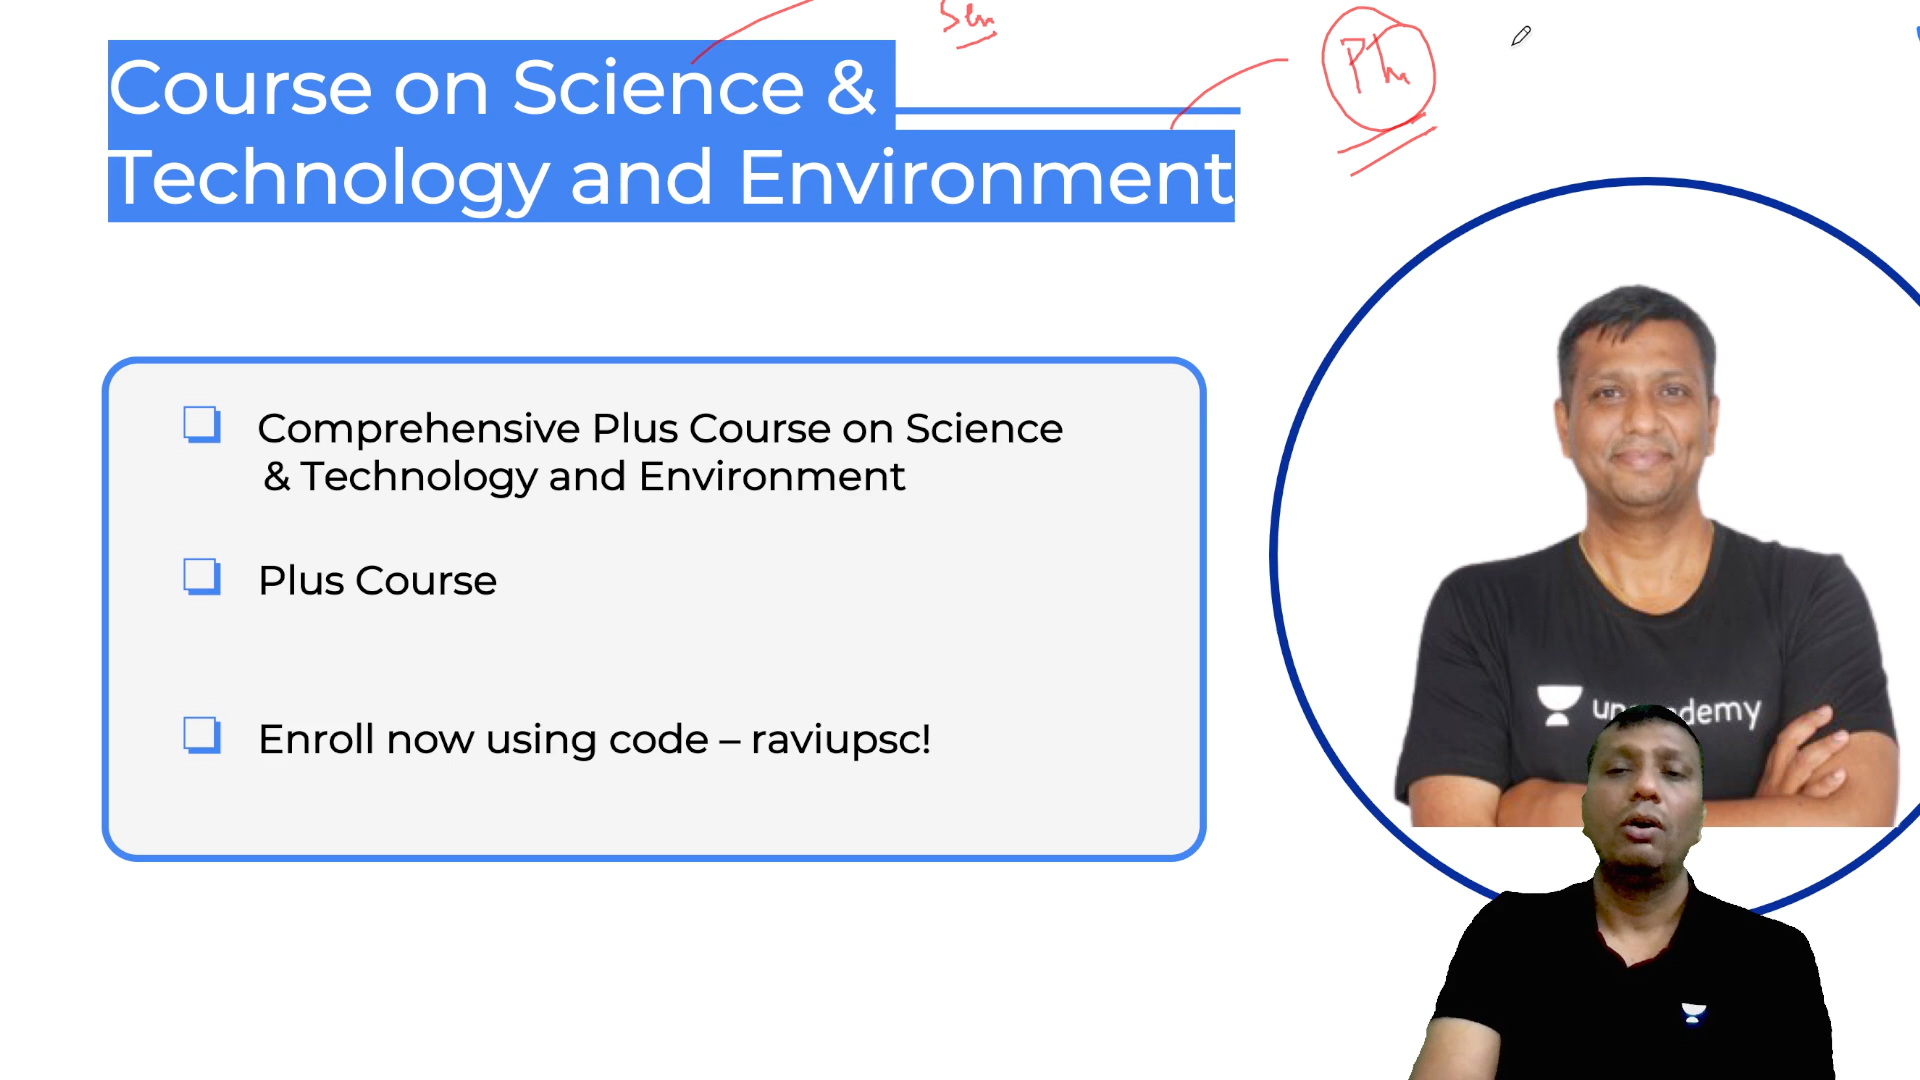 Course on Science &
Technology and Environment
Comprehensive Plus Course on Science
& Technology and Environment
Plus Course
Enroll now using code – raviupsc!